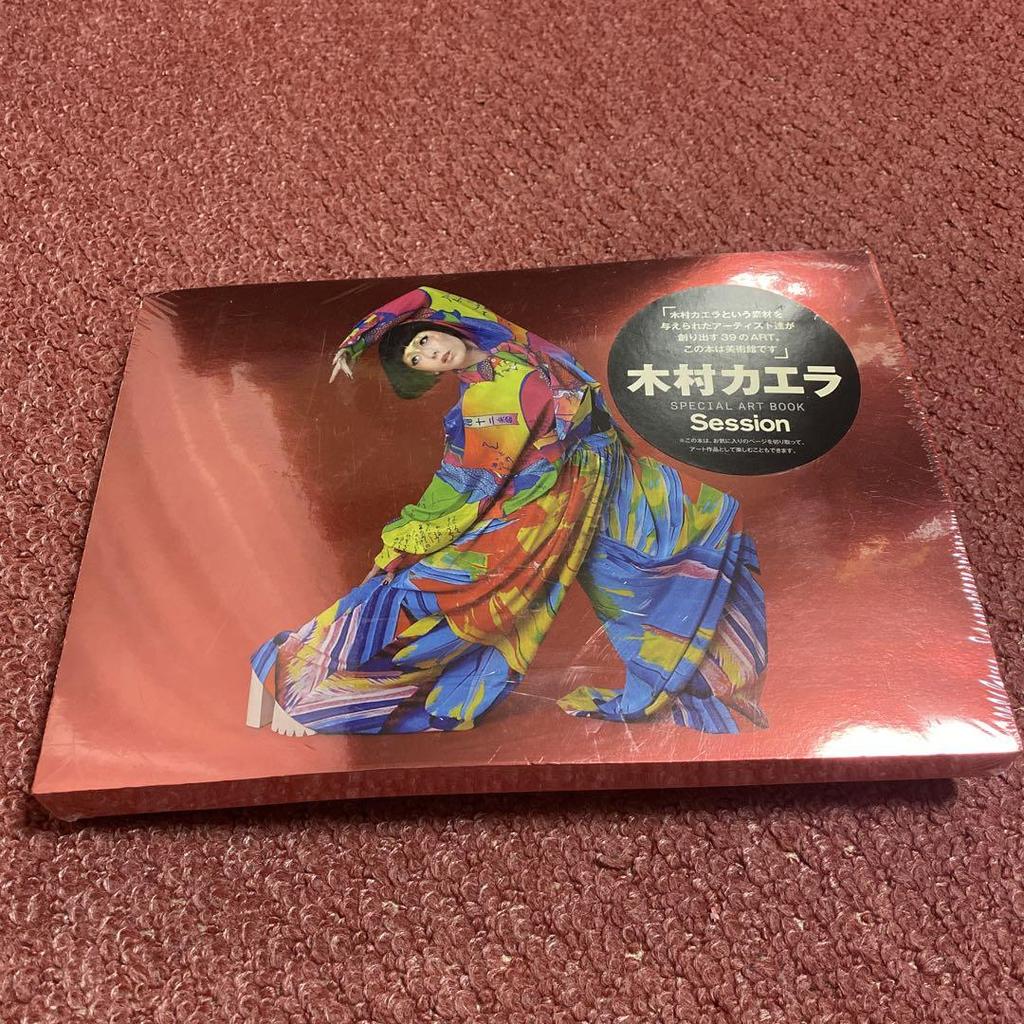 「木村カエラという素材を
与えられたアーティスト達が
創り出す39のART。
この本は美術館です」
木村カエラ
SPECIAL ART BOOK
Session
※この本は、お気に入りのページを切り取って、
アート作品として楽しむこともできます。